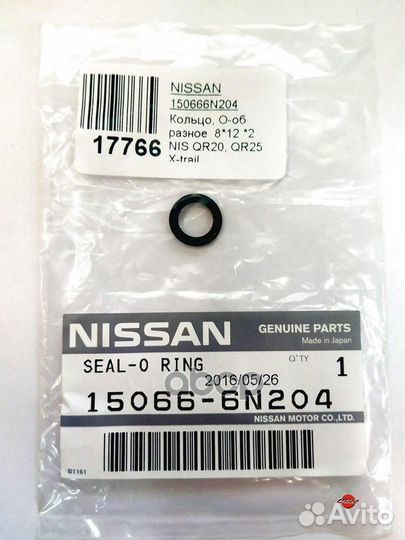 NISSAN
150666N204
Кольцо, О-об
разное 8*12 *2
NIS QR20, QR25
X-trail
17766
NISSAN
GENUINE PARTS
Made in Japan
SEAL-O RING
Q'TY
1
2016/05/26
15066-6N204
NISSAN MOTOR CO.,LTD.
B1161
Avito